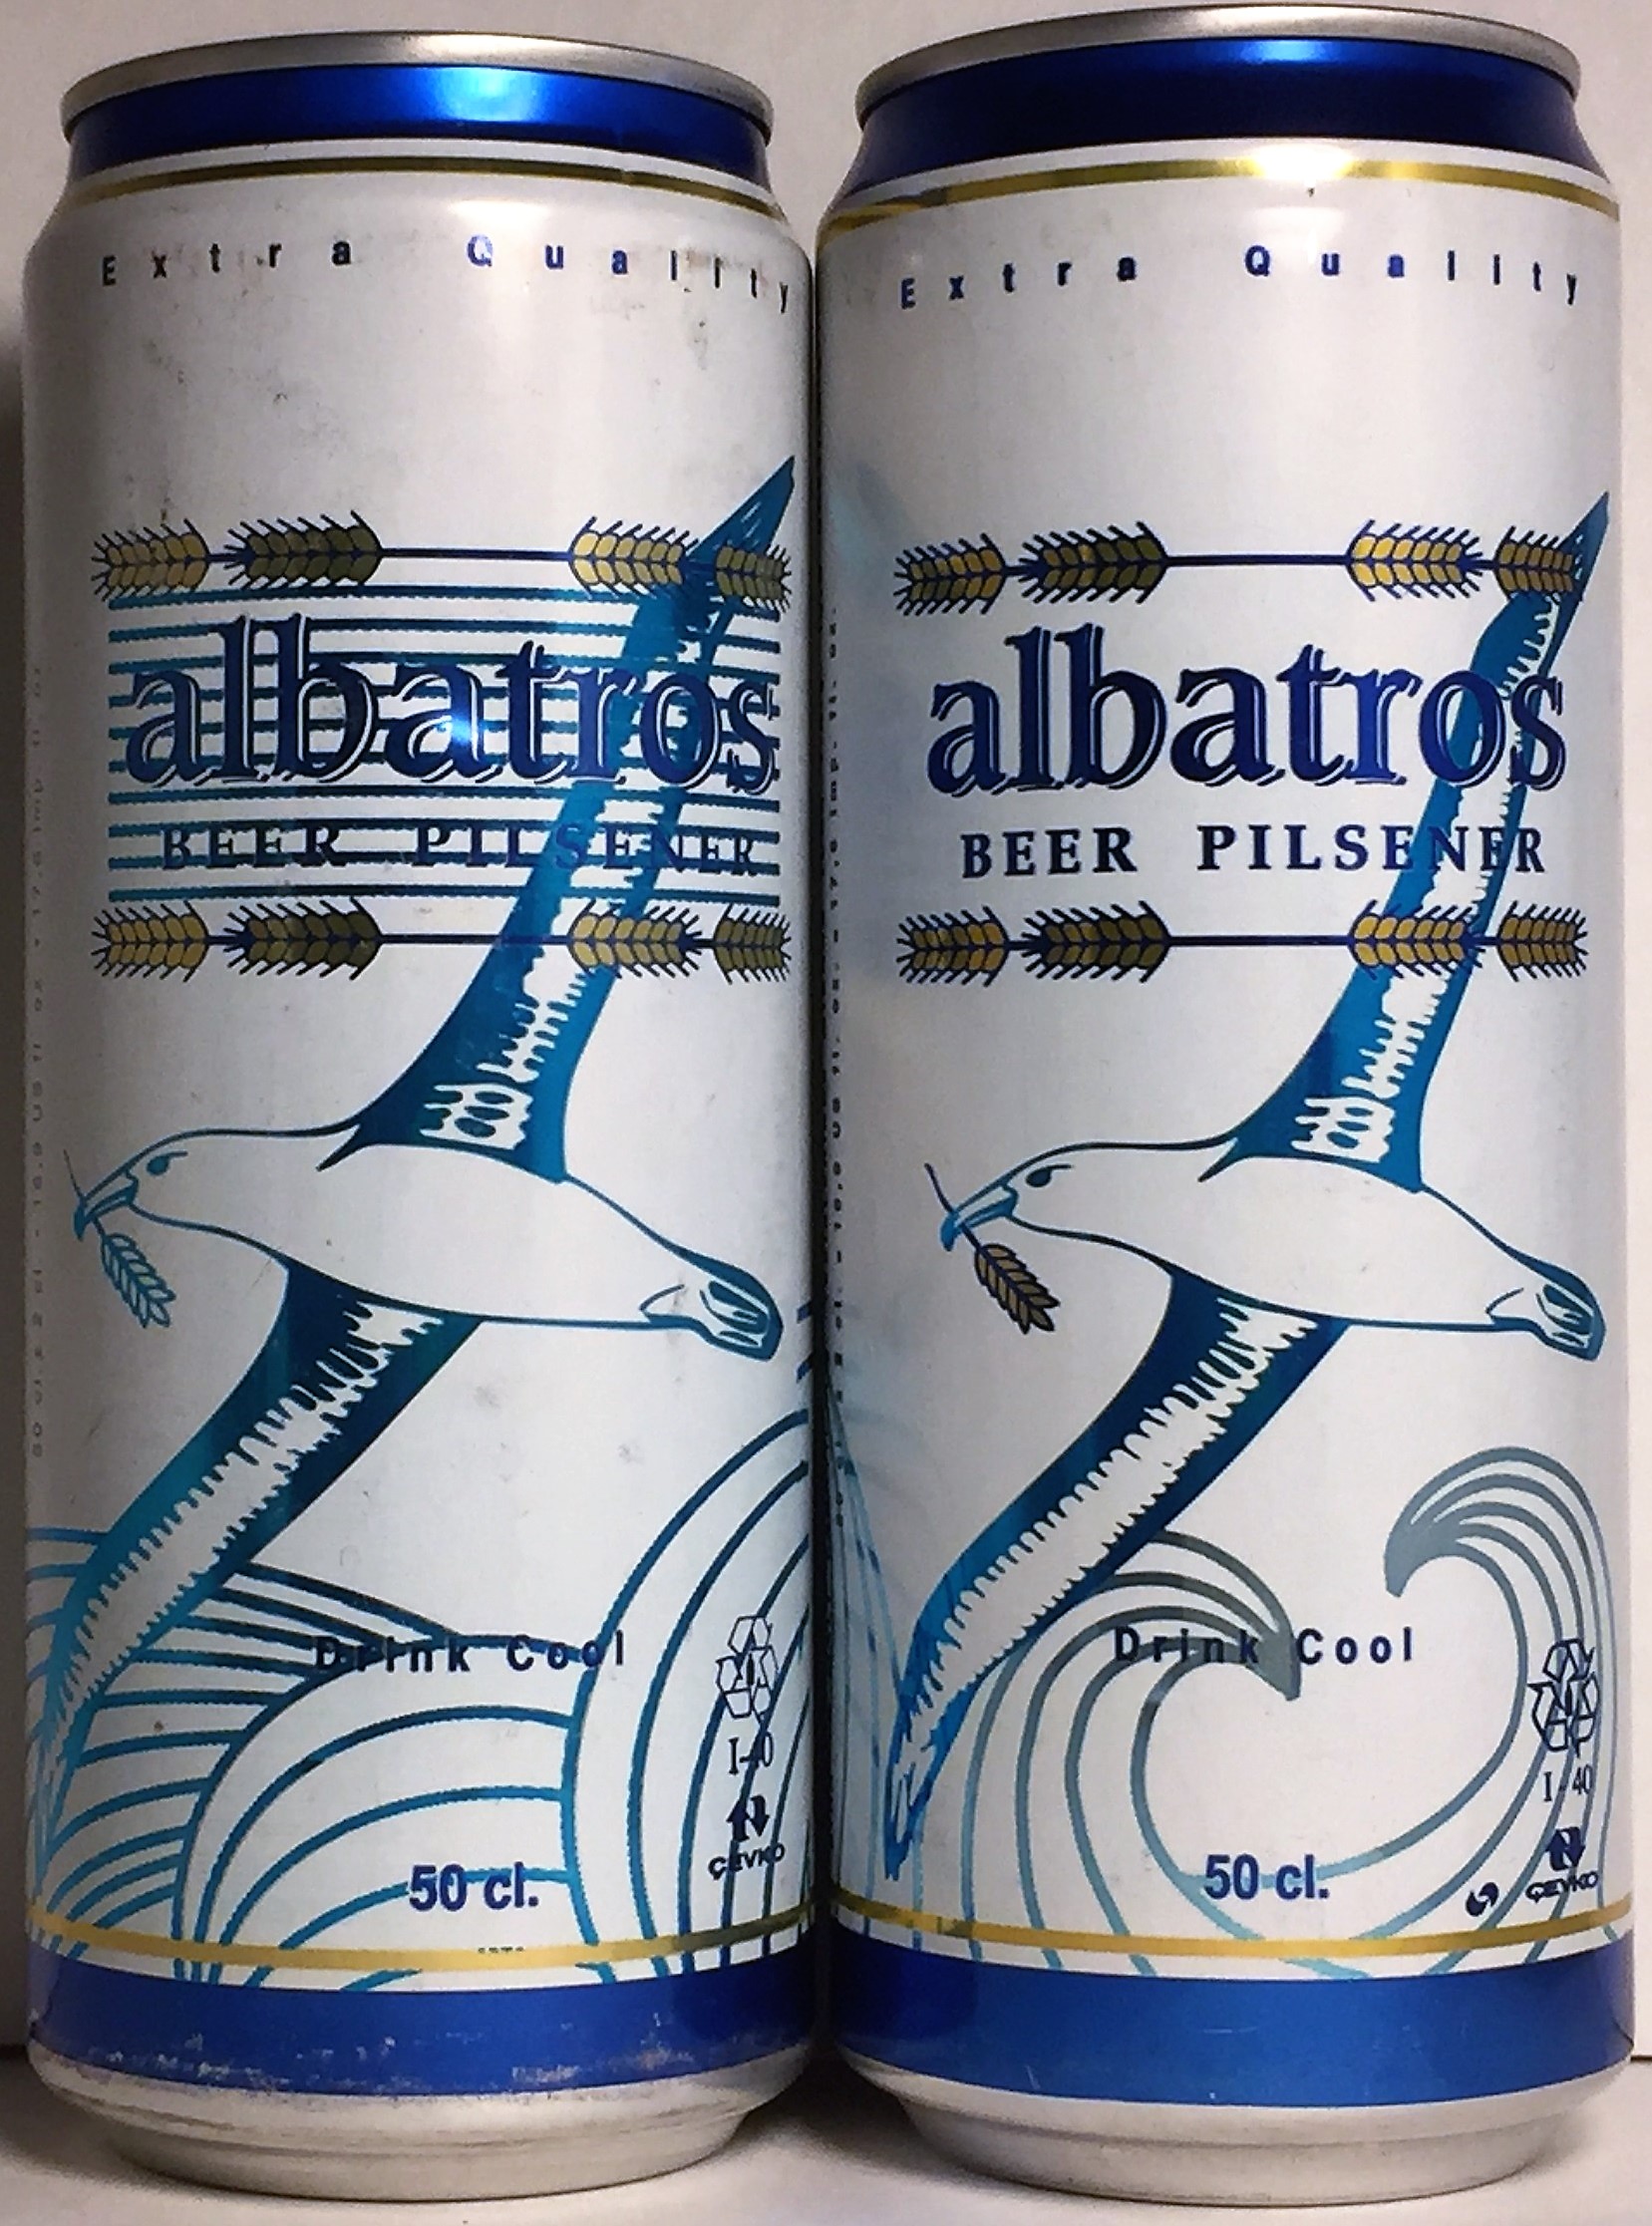 Extra Quality
albatros
BEER PILSENER
Drink Cool
I-40
ÇEVKO
50 cl.
Extra Quality
albatros
BEER PILSENER
Drink Cool
I-40
50 cl.
ÇEVKO